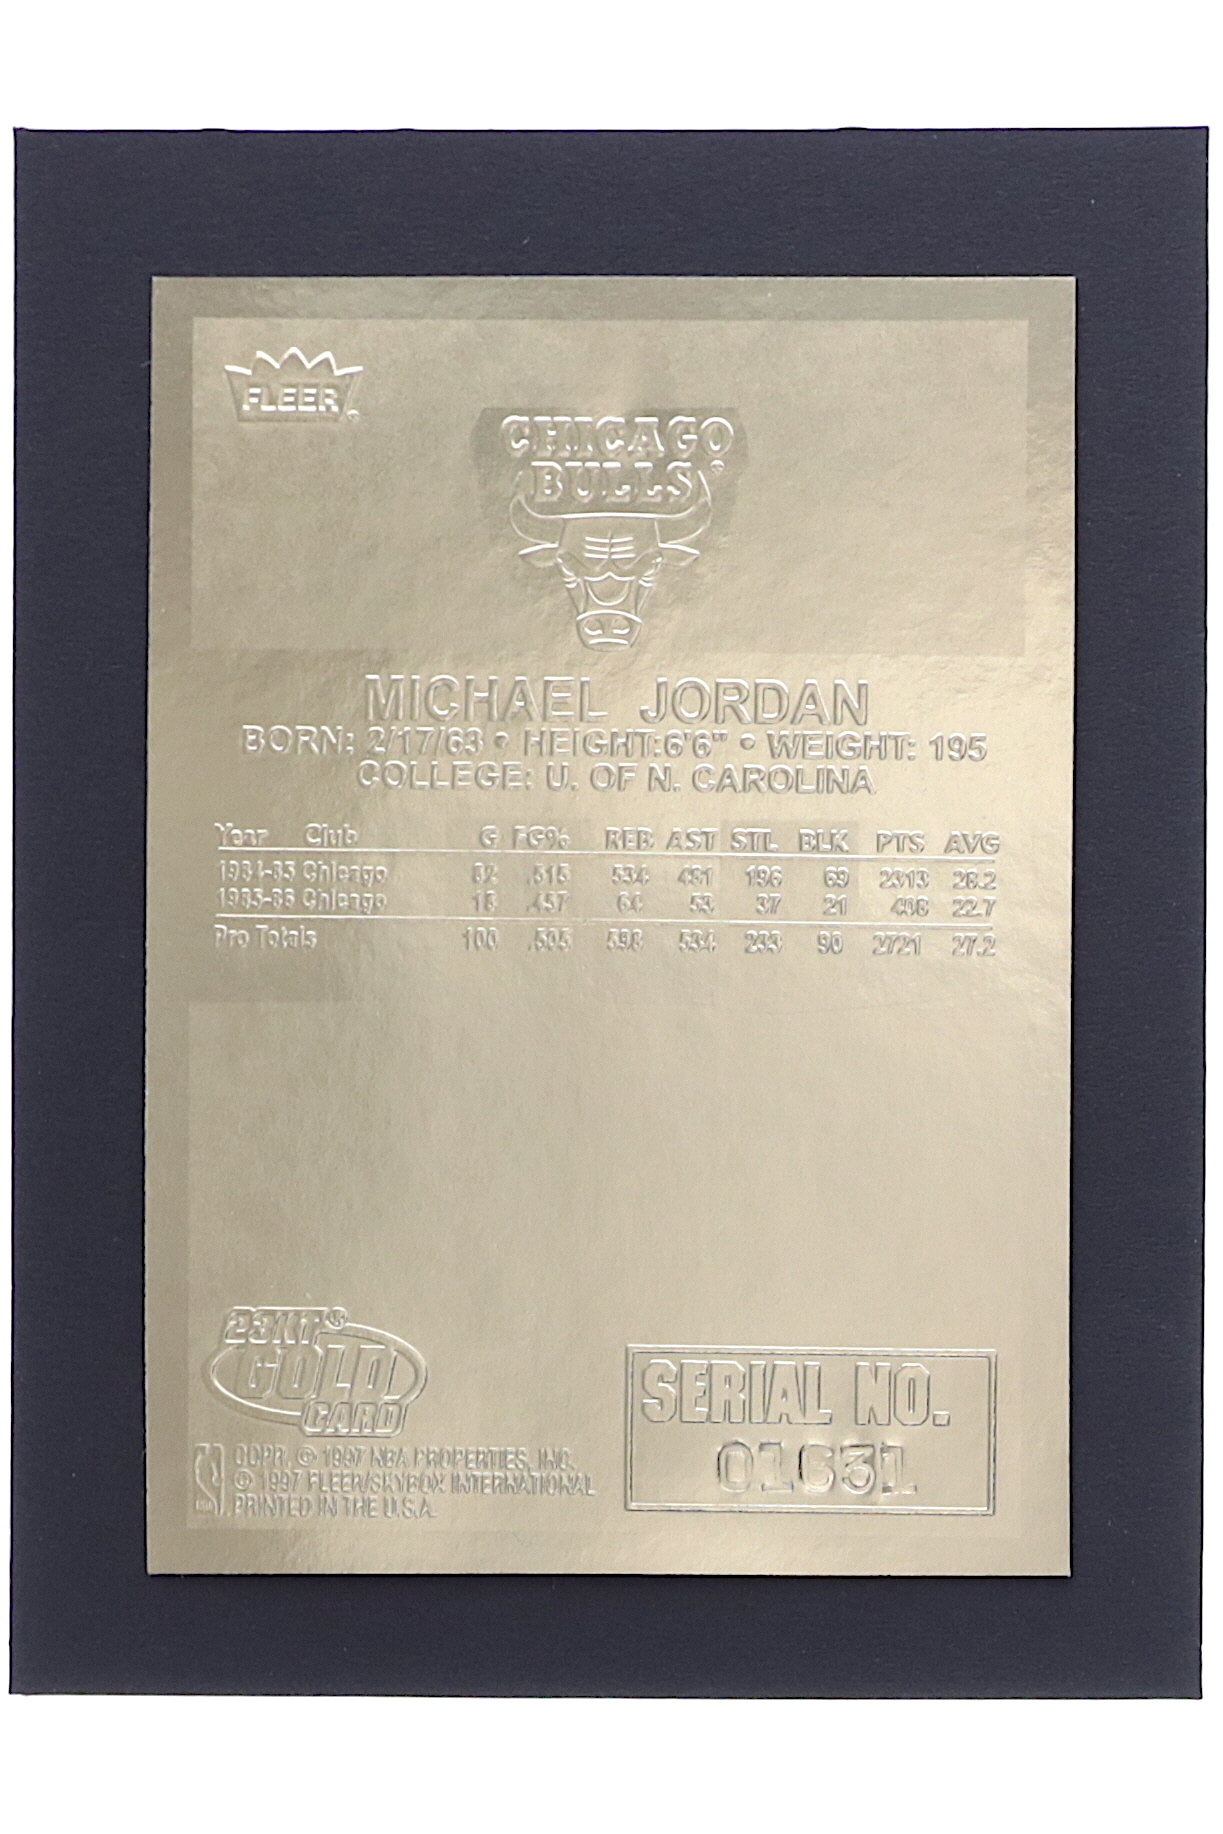 FLEER®
CHICAGO
BULLS®
MICHAEL JORDAN
BORN: 2/17/63 • HEIGHT:6'6" • WEIGHT: 195
COLLEGE: U. OF N. CAROLINA
Year Club G FG% REB AST STL BLK PTS AVG
1984-85 Chicago 82 .515 534 481 196 69 2313 28.2
1985-86 Chicago 18 .457 64 53 37 21 408 22.7
Pro Totals 100 .505 598 534 233 90 2721 27.2
23KT®
GOLD
CARD
SERIAL NO.
01631
COPR. © 1997 NBA PROPERTIES, INC.
© 1997 FLEER/SKYBOX INTERNATIONAL
PRINTED IN THE U.S.A.